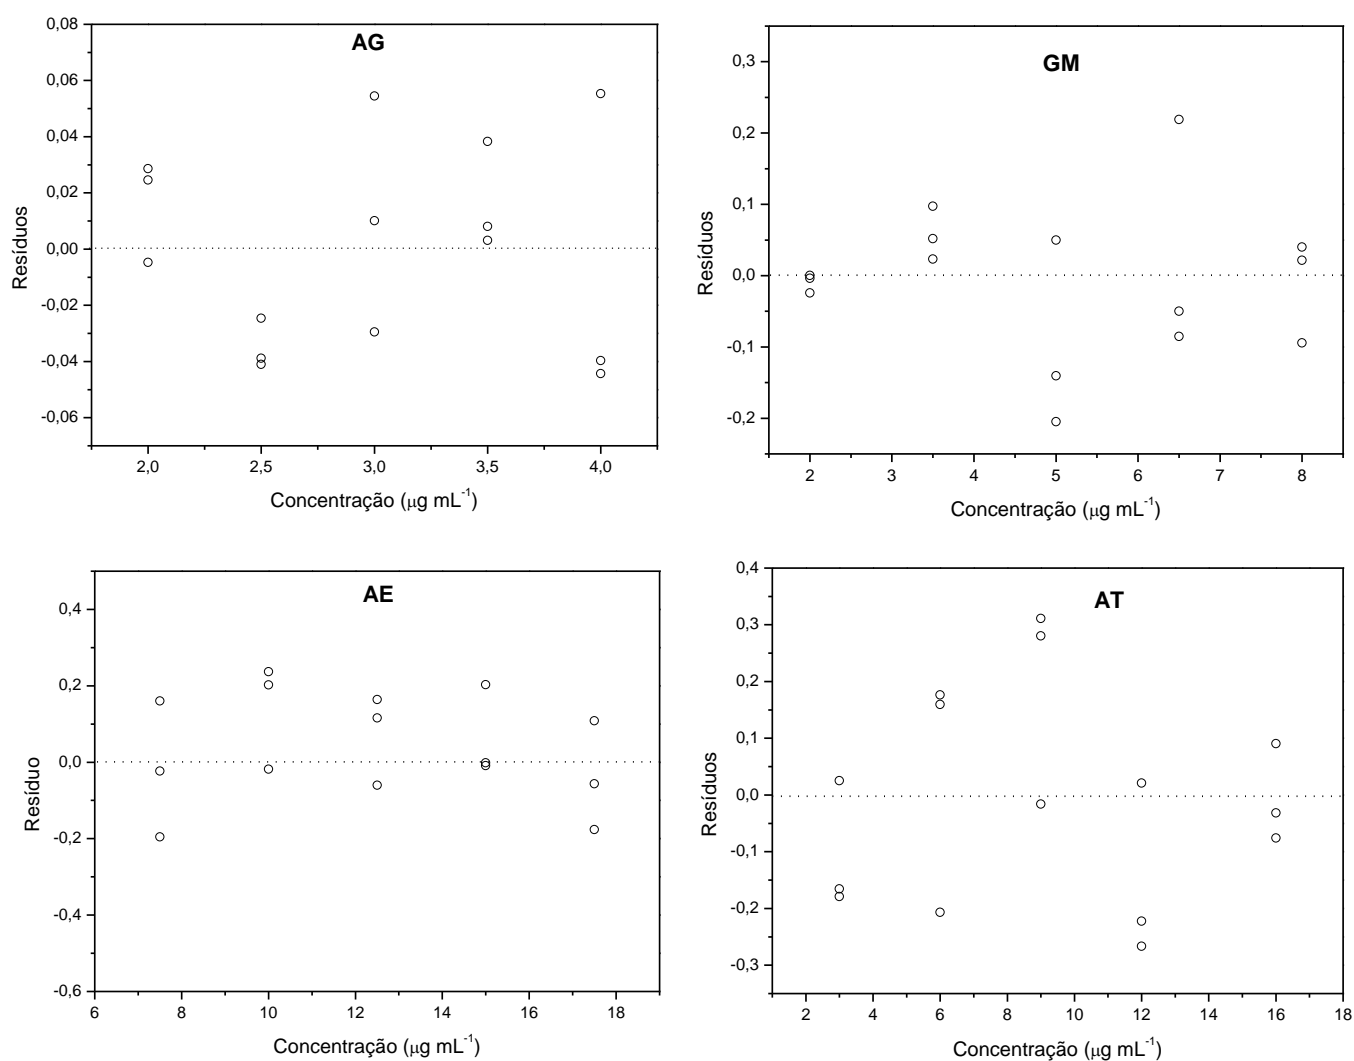 AG
0,08
0,06
0,04
0,02
0,00
-0,02
-0,04
-0,06
Resíduos
2,0 2,5 3,0 3,5 4,0
Concentração (μg mL⁻¹)
GM
0,3
0,2
0,1
0,0
-0,1
-0,2
Resíduos
2 3 4 5 6 7 8
Concentração (μg mL⁻¹)
AE
0,4
0,2
0,0
-0,2
-0,4
-0,6
Resíduo
6 8 10 12 14 16 18
Concentração (μg mL⁻¹)
AT
0,4
0,3
0,2
0,1
0,0
-0,1
-0,2
-0,3
Resíduos
2 4 6 8 10 12 14 16 18
Concentração (μg mL⁻¹)